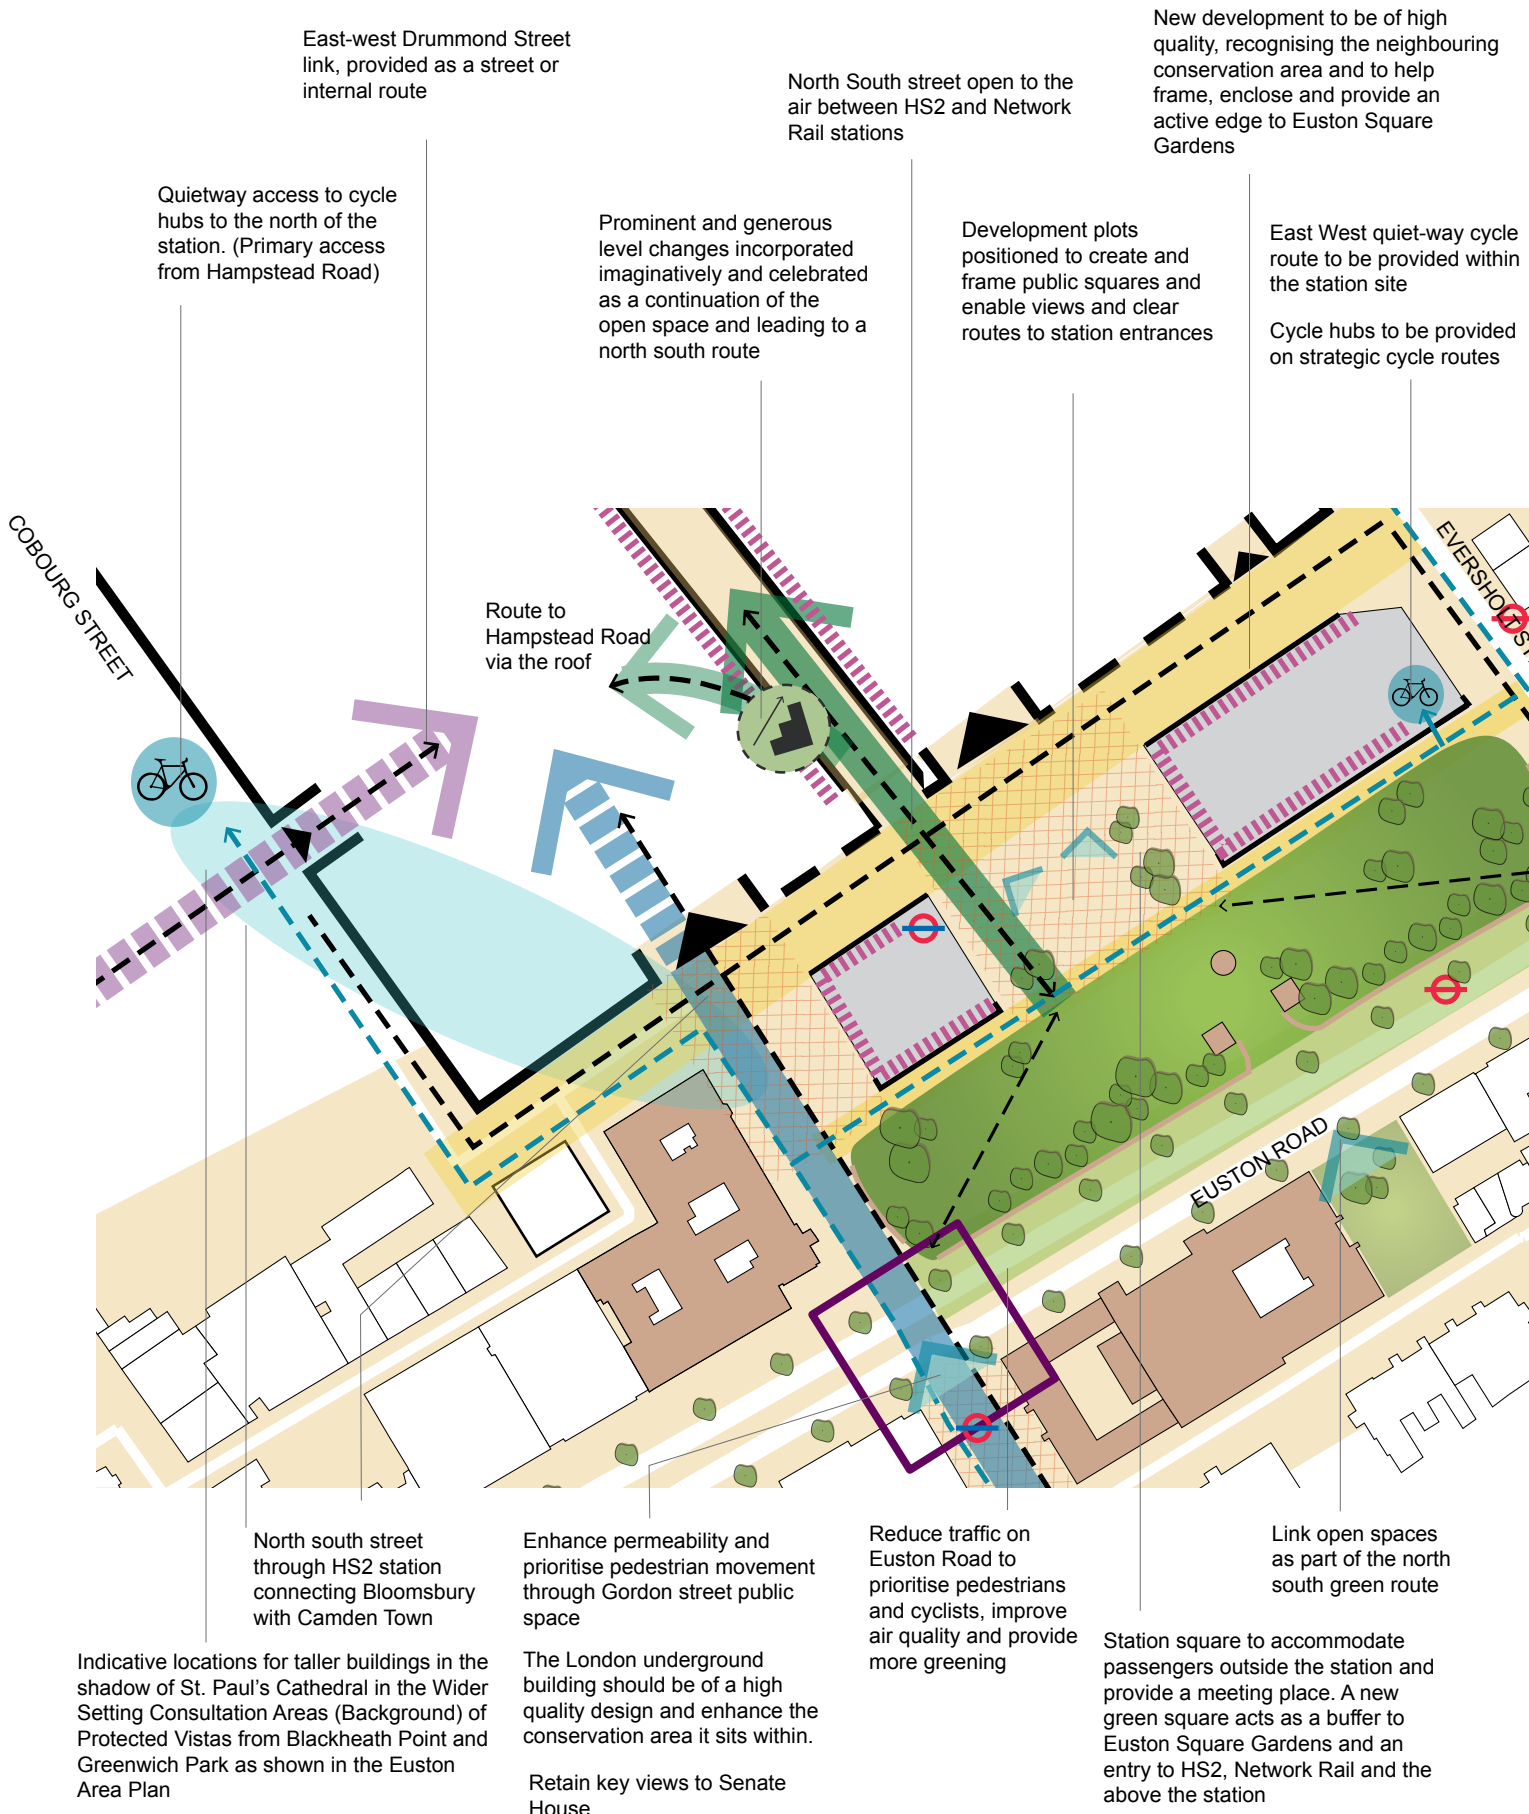 East-west Drummond Street
link, provided as a street or
internal route
New development to be of high
quality, recognising the neighbouring
conservation area and to help
frame, enclose and provide an
active edge to Euston Square
Gardens
North South street open to the
air between HS2 and Network
Rail stations
Quietway access to cycle
hubs to the north of the
station. (Primary access
from Hampstead Road)
Prominent and generous
level changes incorporated
imaginatively and celebrated
as a continuation of the
open space and leading to a
north south route
Development plots
positioned to create and
frame public squares and
enable views and clear
routes to station entrances
East West quiet-way cycle
route to be provided within
the station site
Cycle hubs to be provided
on strategic cycle routes
COBOURG STREET
Route to
Hampstead Road
via the roof
EVERSHOLT S
EUSTON ROAD
North south street
through HS2 station
connecting Bloomsbury
with Camden Town
Enhance permeability and
prioritise pedestrian movement
through Gordon street public
space
Reduce traffic on
Euston Road to
prioritise pedestrians
and cyclists, improve
air quality and provide
more greening
Link open spaces
as part of the north
south green route
Indicative locations for taller buildings in the
shadow of St. Paul's Cathedral in the Wider
Setting Consultation Areas (Background) of
Protected Vistas from Blackheath Point and
Greenwich Park as shown in the Euston
Area Plan
The London underground
building should be of a high
quality design and enhance the
conservation area it sits within.
Retain key views to Senate
House
Station square to accommodate
passengers outside the station and
provide a meeting place. A new
green square acts as a buffer to
Euston Square Gardens and an
entry to HS2, Network Rail and the
above the station